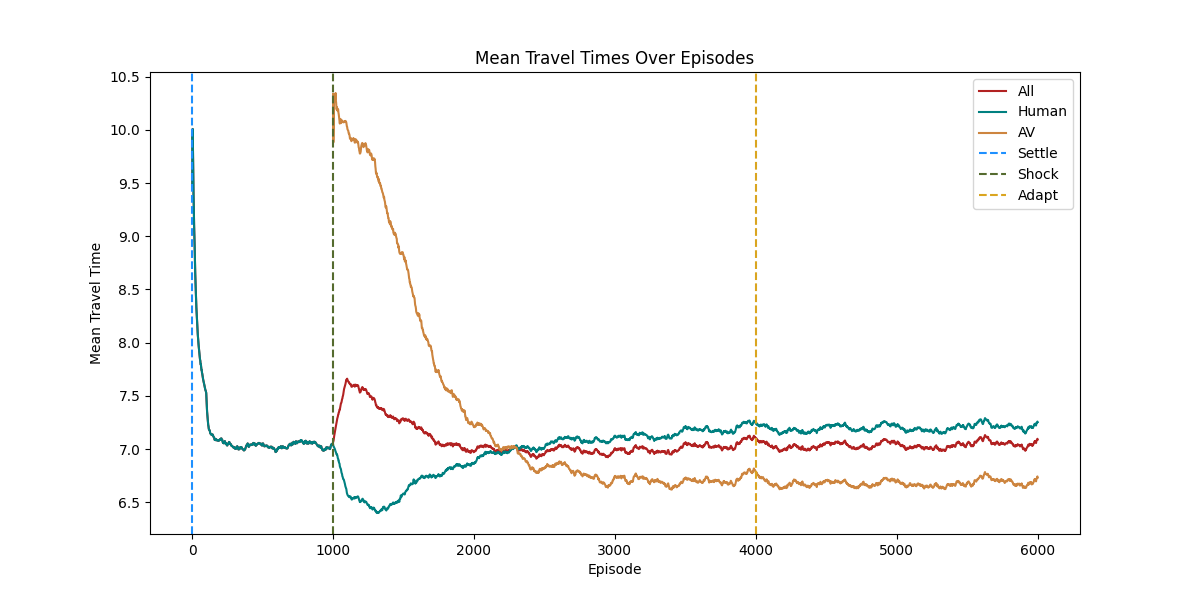 Mean Travel Times Over Episodes
10.5
10.0
9.5
9.0
8.5
8.0
7.5
7.0
6.5
Mean Travel Time
All
Human
AV
Settle
Shock
Adapt
0 1000 2000 3000 4000 5000 6000
Episode